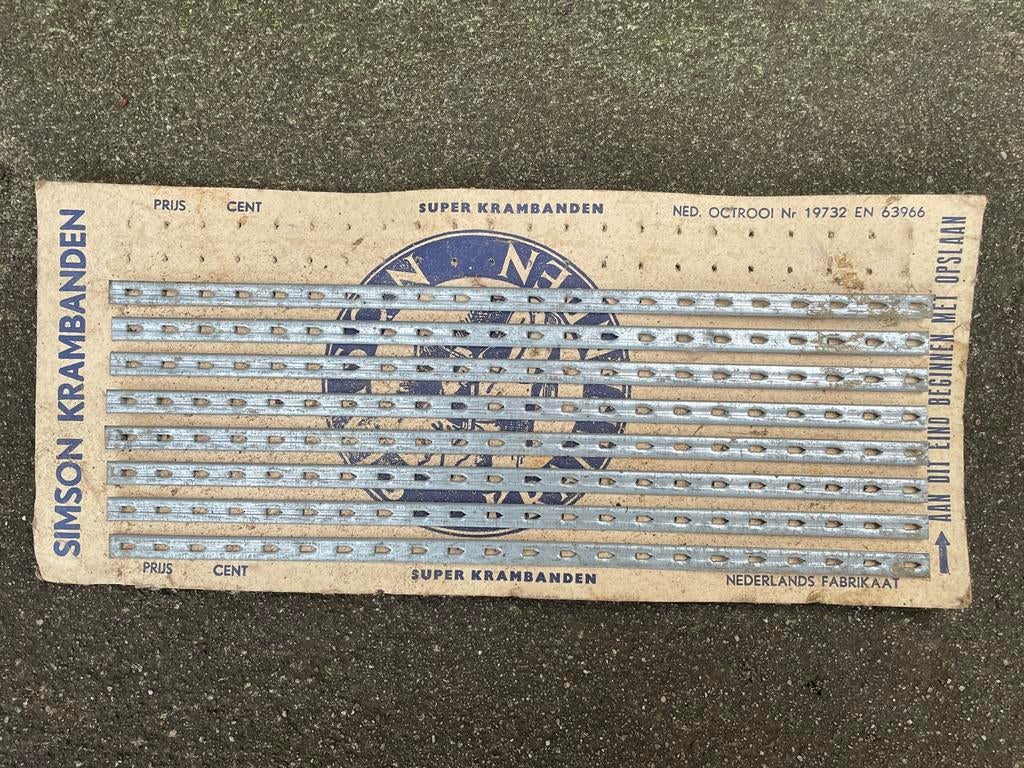 PRIJS CENT
SUPER KRAMBANDEN
NED. OCTROOI Nr 19732 EN 63966
SIMSON KRAMBANDEN
AAN DIT EIND BEGINNEN MET OPSLAAN
PRIJS CENT
SUPER KRAMBANDEN
NEDERLANDS FABRIKAAT